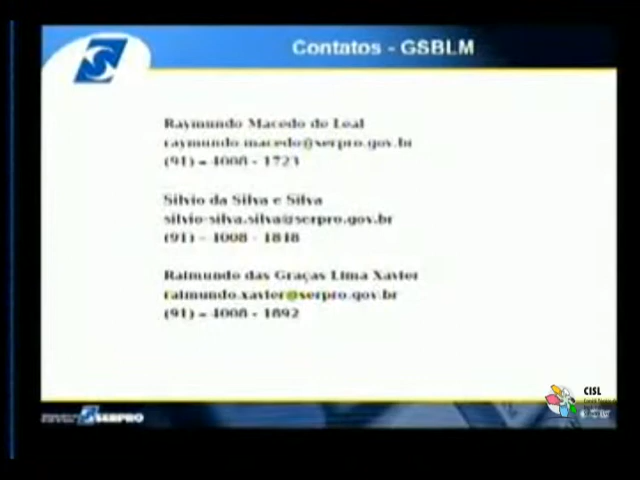 Contatos - GSBLM
Raymundo Macedo de Leal
raymundo.macedo@serpro.gov.br
(91) - 4008 - 1723
Silvio da Silva e Silva
silvio-silva.silva@serpro.gov.br
(91) - 4008 - 1818
Raimundo das Graças Lima Xavier
raimundo.xavier@serpro.gov.br
(91) - 4008 - 1892
SERPRO
CISL